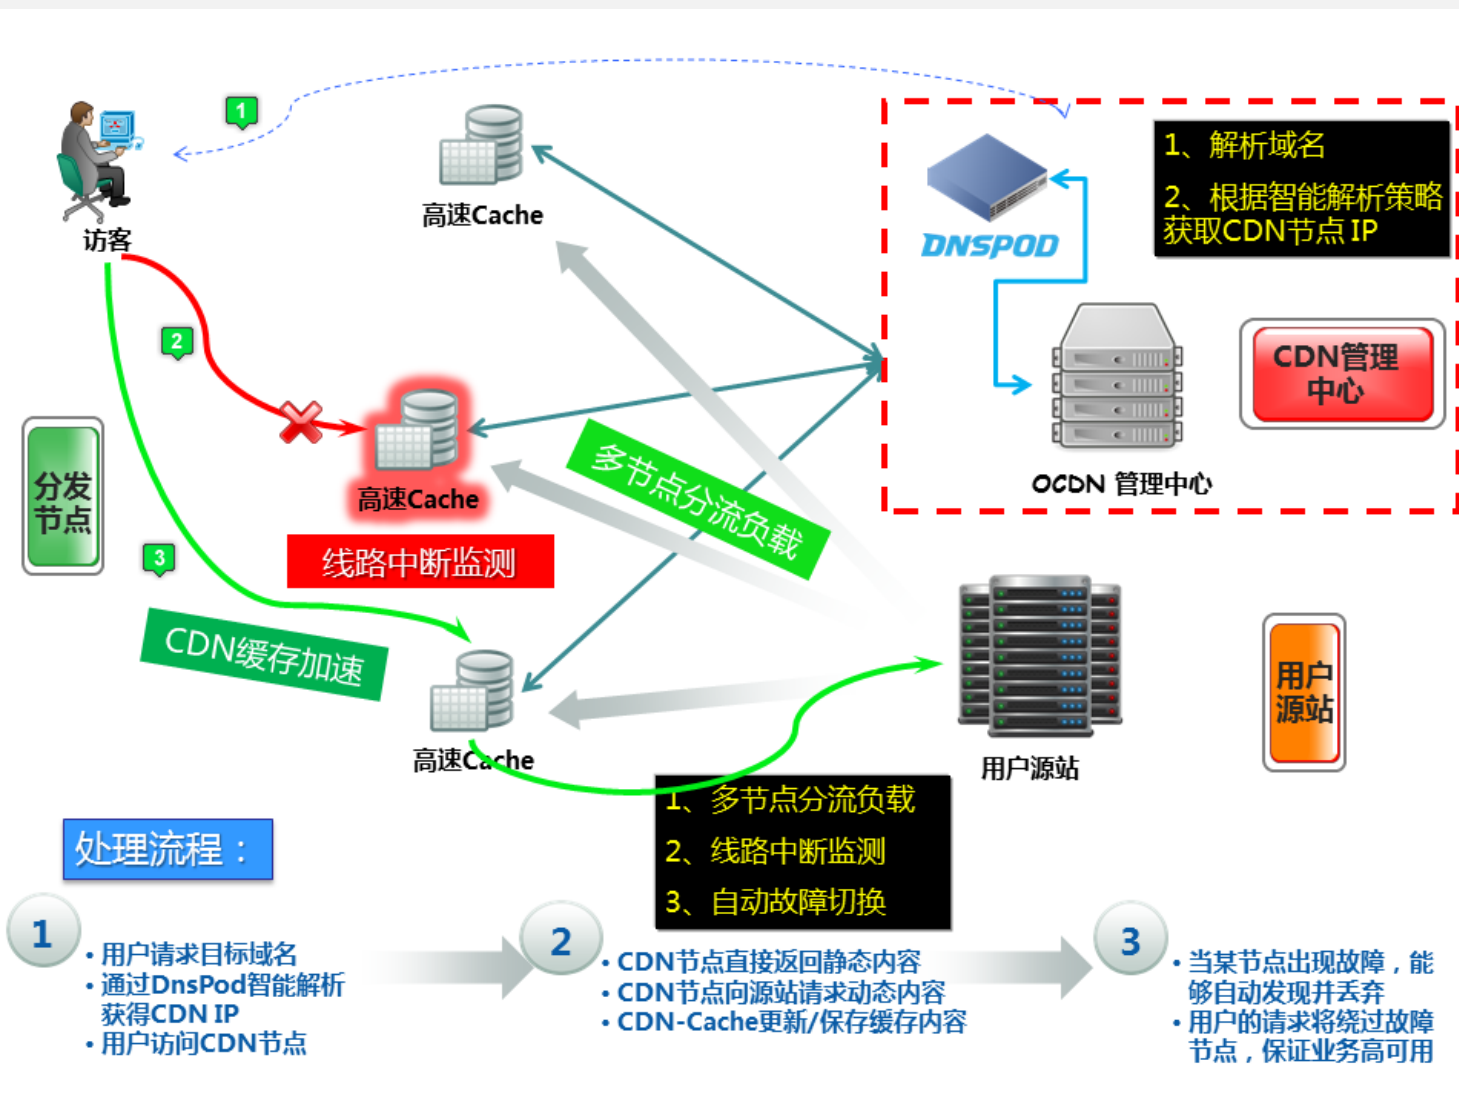 1
1、解析域名
2、根据智能解析策略
获取CDN节点 IP
DNSPOD
高速Cache
访客
2
CDN管理
中心
高速Cache
OCDN 管理中心
分发
节点
多节点分流负载
线路中断监测
3
CDN缓存加速
高速Cache
用户源站
用户
源站
1、多节点分流负载
2、线路中断监测
3、自动故障切换
处理流程：
1
• 用户请求目标域名
• 通过DnsPod智能解析
获得CDN IP
• 用户访问CDN节点
2
• CDN节点直接返回静态内容
• CDN节点向源站请求动态内容
• CDN-Cache更新/保存缓存内容
3
• 当某节点出现故障，能
够自动发现并丢弃
• 用户的请求将绕过故障
节点，保证业务高可用